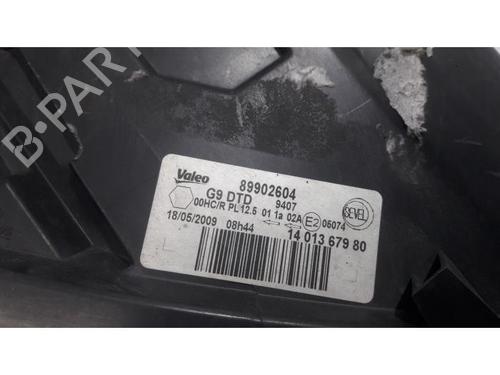 B-PARTS
Valeo 89902604
G9 DTD 9407
00HC/R PL12.5 01 1a 02A E2 05074 SEVEL
18/05/2009 08h44
14 013 679 80